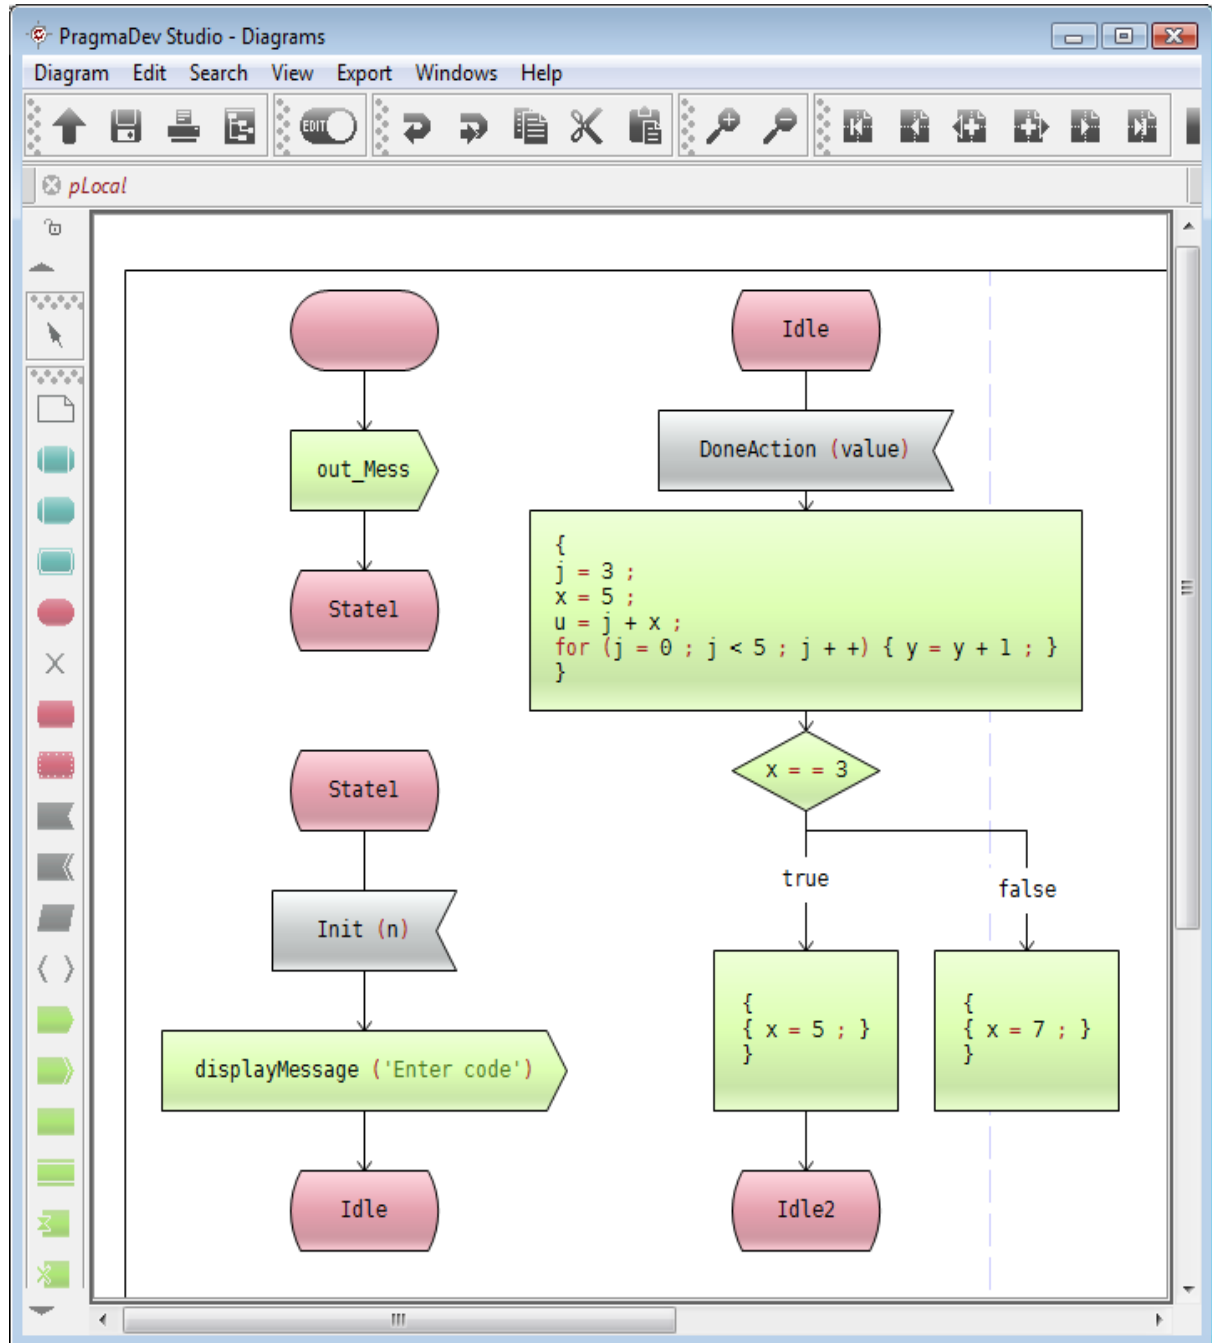 PragmaDev Studio - Diagrams
Diagram Edit Search View Export Windows Help
EDIT
pLocal
out_Mess
State1
State1
Init (n)
displayMessage ('Enter code')
Idle
Idle
DoneAction (value)
{
j = 3 ;
x = 5 ;
u = j + x ;
for (j = 0 ; j < 5 ; j + +) { y = y + 1 ; }
}
x = = 3
true
false
{
{ x = 5 ; }
}
{
{ x = 7 ; }
}
Idle2